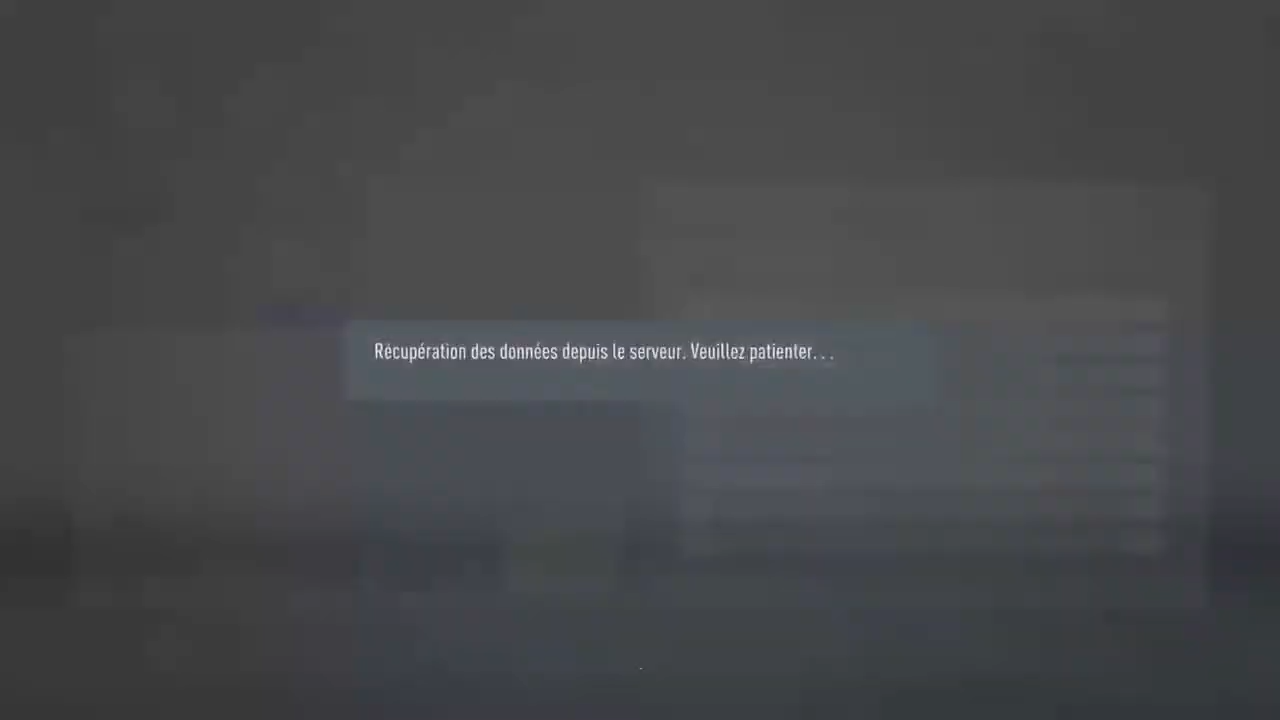 Récupération des données depuis le serveur. Veuillez patienter. . .